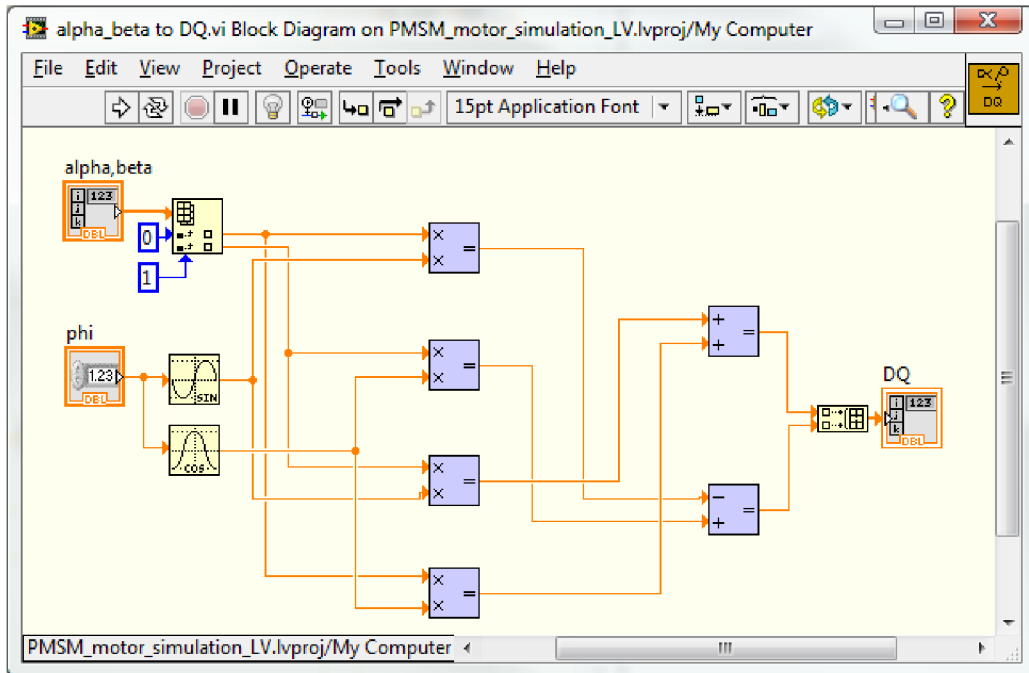 alpha_beta to DQ.vi Block Diagram on PMSM_motor_simulation_LV.lvproj/My Computer
File Edit View Project Operate Tools Window Help
15pt Application Font
DQ
alpha,beta
i 123
j
k
DBL
0
1
× =
×
phi
1.23
DBL
SIN
COS
× =
×
× =
×
× =
×
+ =
+
- =
+
DQ
i 123
j
k
DBL
PMSM_motor_simulation_LV.lvproj/My Computer